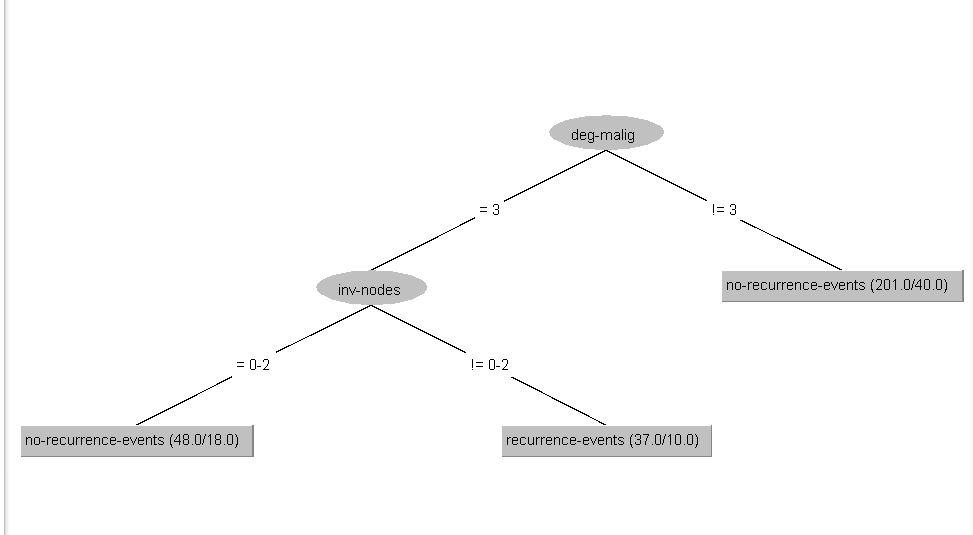 deg-malig
= 3
!= 3
inv-nodes
no-recurrence-events (201.0/40.0)
= 0-2
!= 0-2
no-recurrence-events (48.0/18.0)
recurrence-events (37.0/10.0)